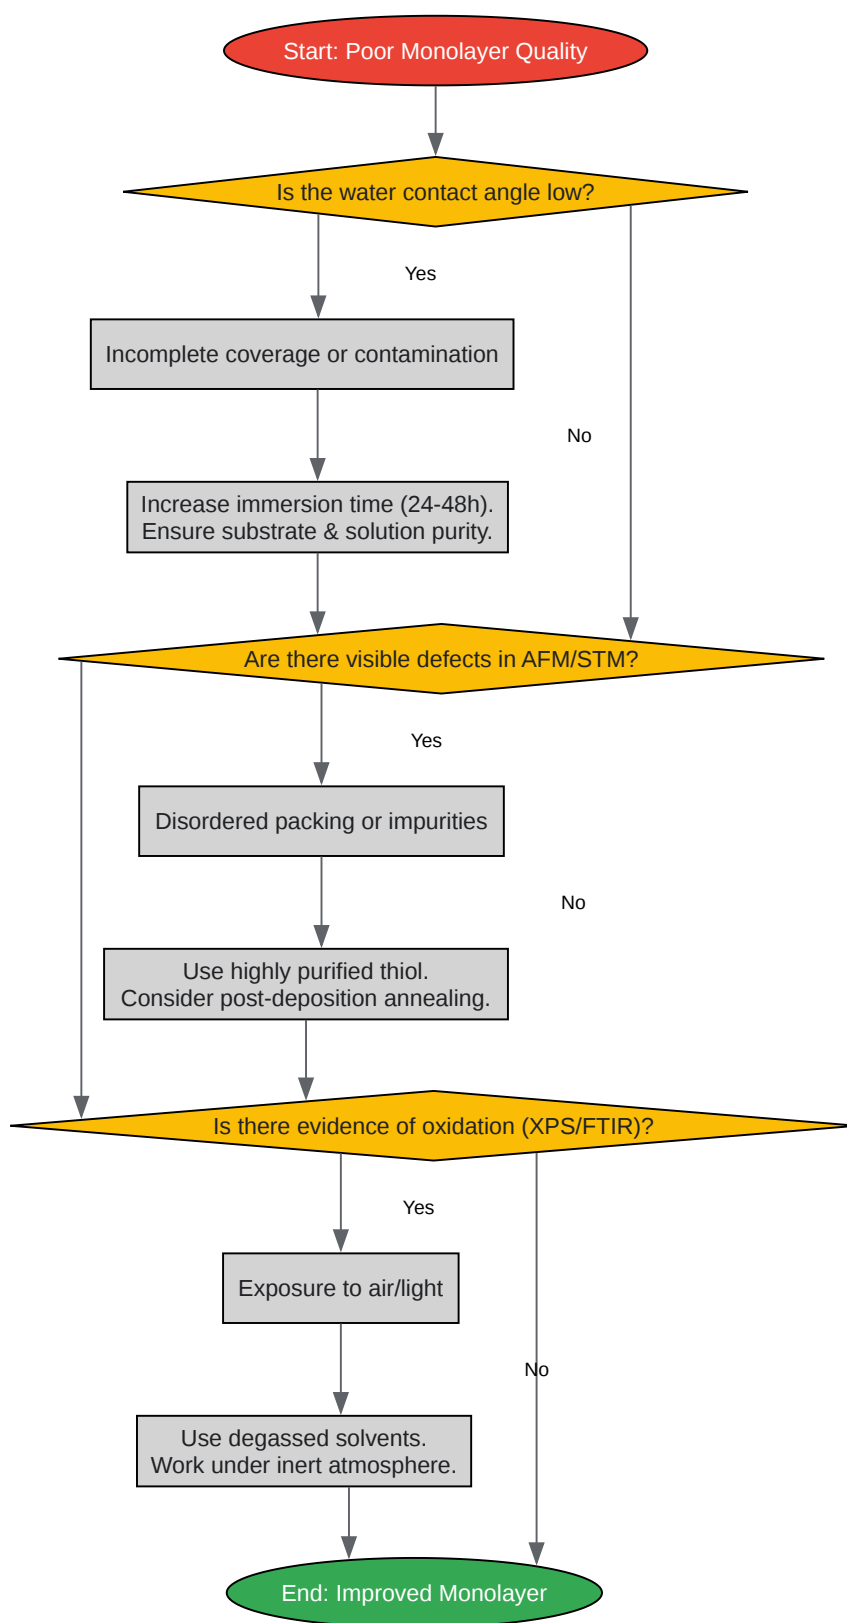 Start: Poor Monolayer Quality
Is the water contact angle low?
Yes
Incomplete coverage or contamination
No
Increase immersion time (24-48h).
Ensure substrate & solution purity.
Are there visible defects in AFM/STM?
Yes
Disordered packing or impurities
No
Use highly purified thiol.
Consider post-deposition annealing.
Is there evidence of oxidation (XPS/FTIR)?
Yes
Exposure to air/light
No
Use degassed solvents.
Work under inert atmosphere.
End: Improved Monolayer